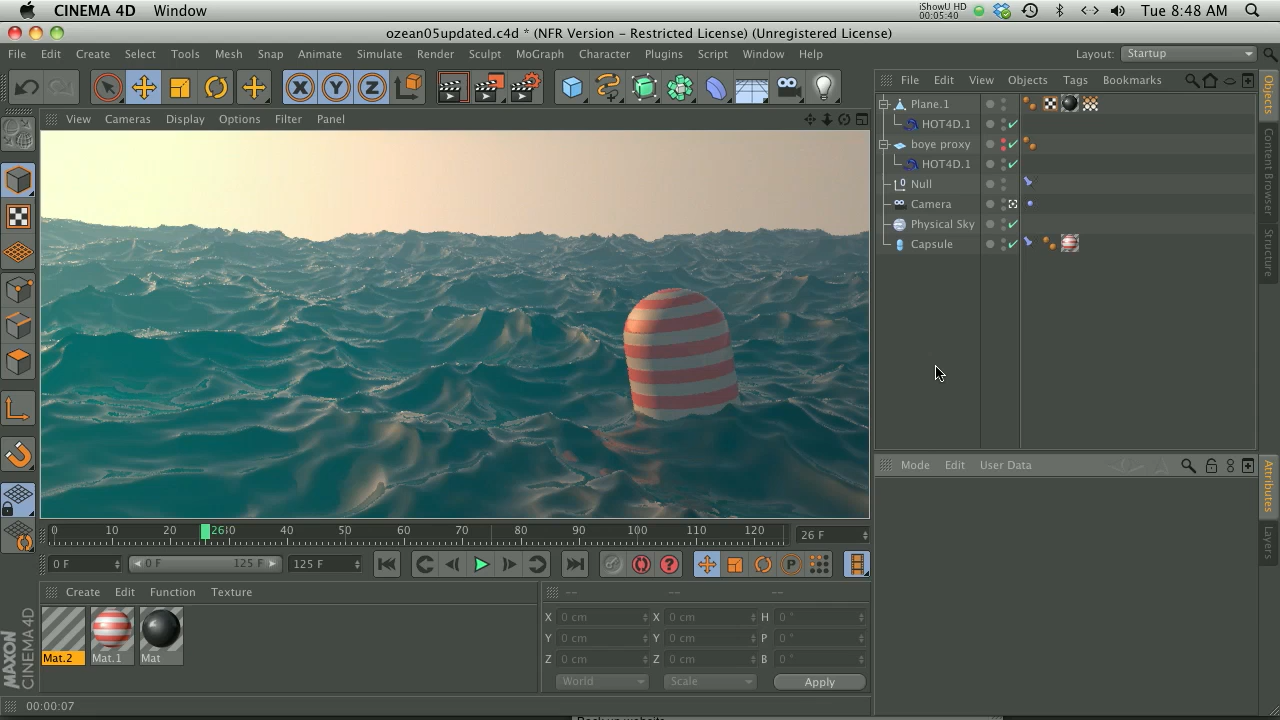 CINEMA 4D Window
iShowU HD
00:05:40
Tue 8:48 AM
ozean05updated.c4d * (NFR Version – Restricted License) (Unregistered License)
File Edit Create Select Tools Mesh Snap Animate Simulate Render Sculpt MoGraph Character Plugins Script Window Help
Layout: Startup
X Y Z
File Edit View Objects Tags Bookmarks
View Cameras Display Options Filter Panel
Plane.1
HOT4D.1
boye proxy
HOT4D.1
Null
Camera
Physical Sky
Capsule
Objects
Content Browser
Structure
Mode Edit User Data
Attributes
Layers
0 10 20 26 30 40 50 60 70 80 90 100 110 120
26 F
0 F
0 F 125 F
125 F
P
Create Edit Function Texture
-- -- --
Mat.2 Mat.1 Mat
X 0 cm X 0 cm H 0 °
Y 0 cm Y 0 cm P 0 °
Z 0 cm Z 0 cm B 0 °
World Scale Apply
MAXON
CINEMA 4D
00:00:07